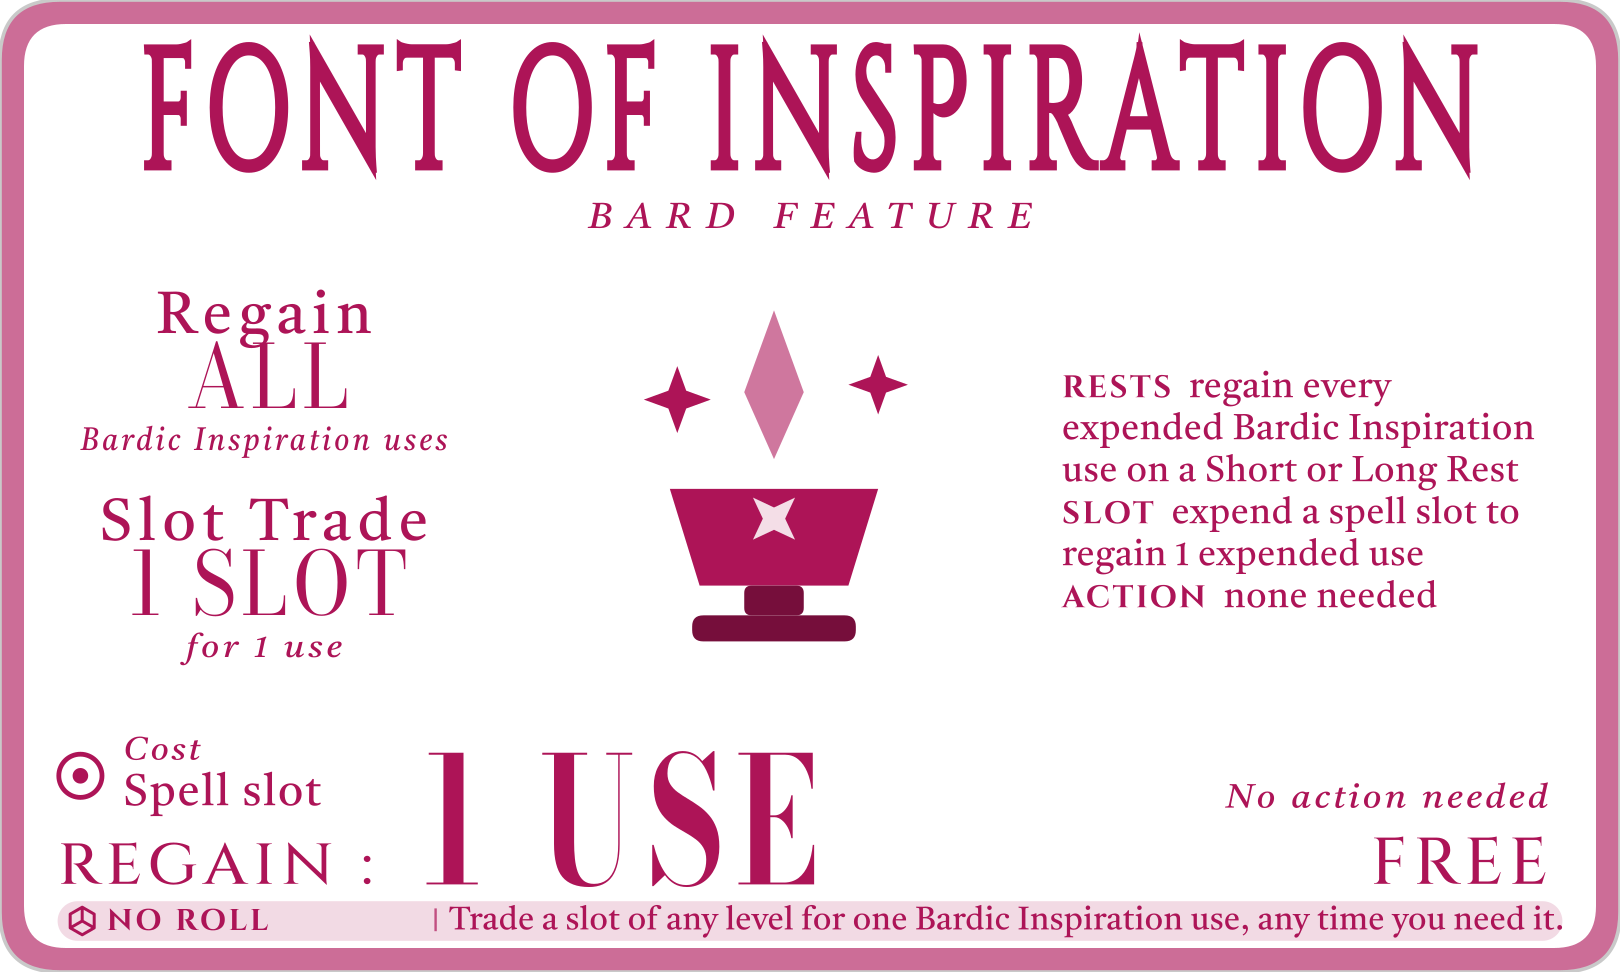 FONT OF INSPIRATION
BARD FEATURE
Regain
ALL
Bardic Inspiration uses
Slot Trade
1 SLOT
for 1 use
RESTS regain every
expended Bardic Inspiration
use on a Short or Long Rest
SLOT expend a spell slot to
regain 1 expended use
ACTION none needed
Cost
Spell slot
REGAIN : 1 USE
No action needed
FREE
NO ROLL | Trade a slot of any level for one Bardic Inspiration use, any time you need it.